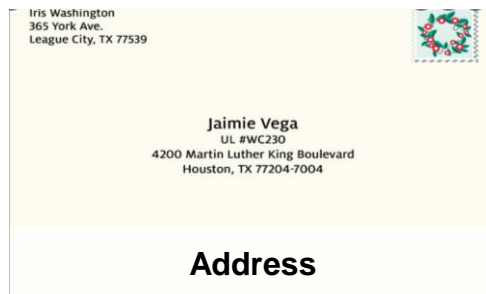 Iris Washington
365 York Ave.
League City, TX 77539
Jaimie Vega
UL #WC230
4200 Martin Luther King Boulevard
Houston, TX 77204-7004
Address